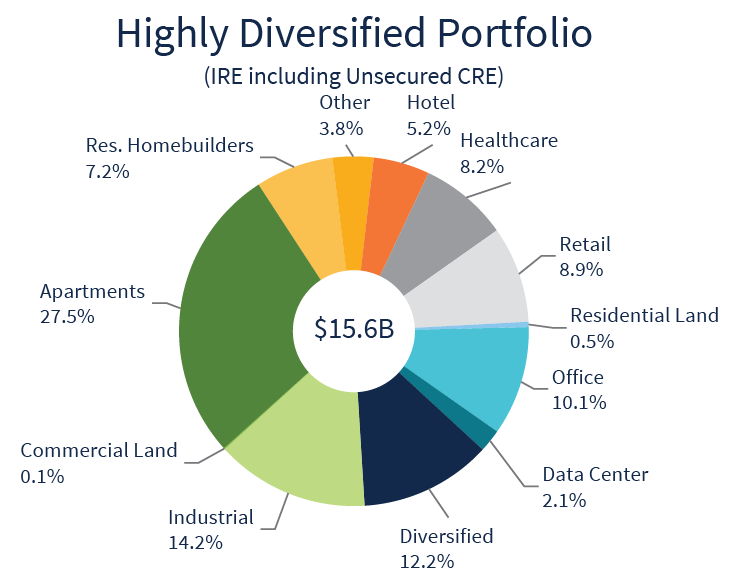 Highly Diversified Portfolio
(IRE including Unsecured CRE)
Other
3.8%
Hotel
5.2%
Healthcare
8.2%
Retail
8.9%
Residential Land
0.5%
Office
10.1%
Data Center
2.1%
Diversified
12.2%
Industrial
14.2%
Commercial Land
0.1%
Apartments
27.5%
Res. Homebuilders
7.2%
$15.6B